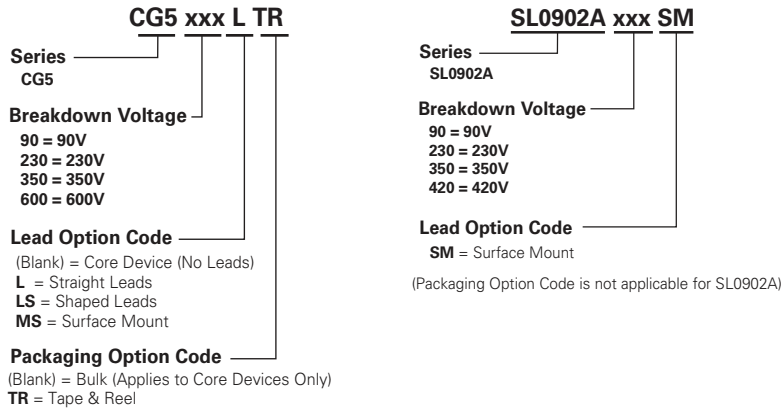 CG5 xxx L TR
Series
CG5
Breakdown Voltage
90 = 90V
230 = 230V
350 = 350V
600 = 600V
Lead Option Code
(Blank) = Core Device (No Leads)
L = Straight Leads
LS = Shaped Leads
MS = Surface Mount
Packaging Option Code
(Blank) = Bulk (Applies to Core Devices Only)
TR = Tape & Reel
SL0902A xxx SM
Series
SL0902A
Breakdown Voltage
90 = 90V
230 = 230V
350 = 350V
420 = 420V
Lead Option Code
SM = Surface Mount
(Packaging Option Code is not applicable for SL0902A)